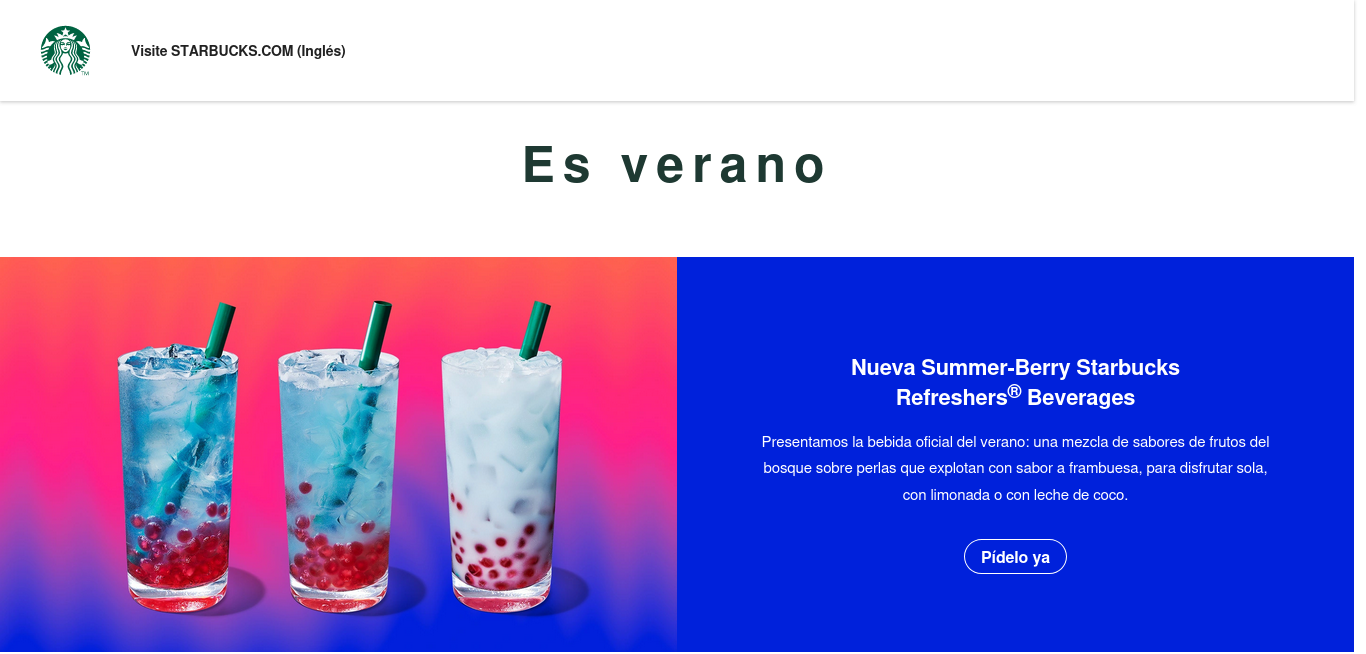 TM
Visite STARBUCKS.COM (Inglés)
Es verano
Nueva Summer-Berry Starbucks
Refreshers® Beverages
Presentamos la bebida oficial del verano: una mezcla de sabores de frutos del
bosque sobre perlas que explotan con sabor a frambuesa, para disfrutar sola,
con limonada o con leche de coco.
Pídelo ya